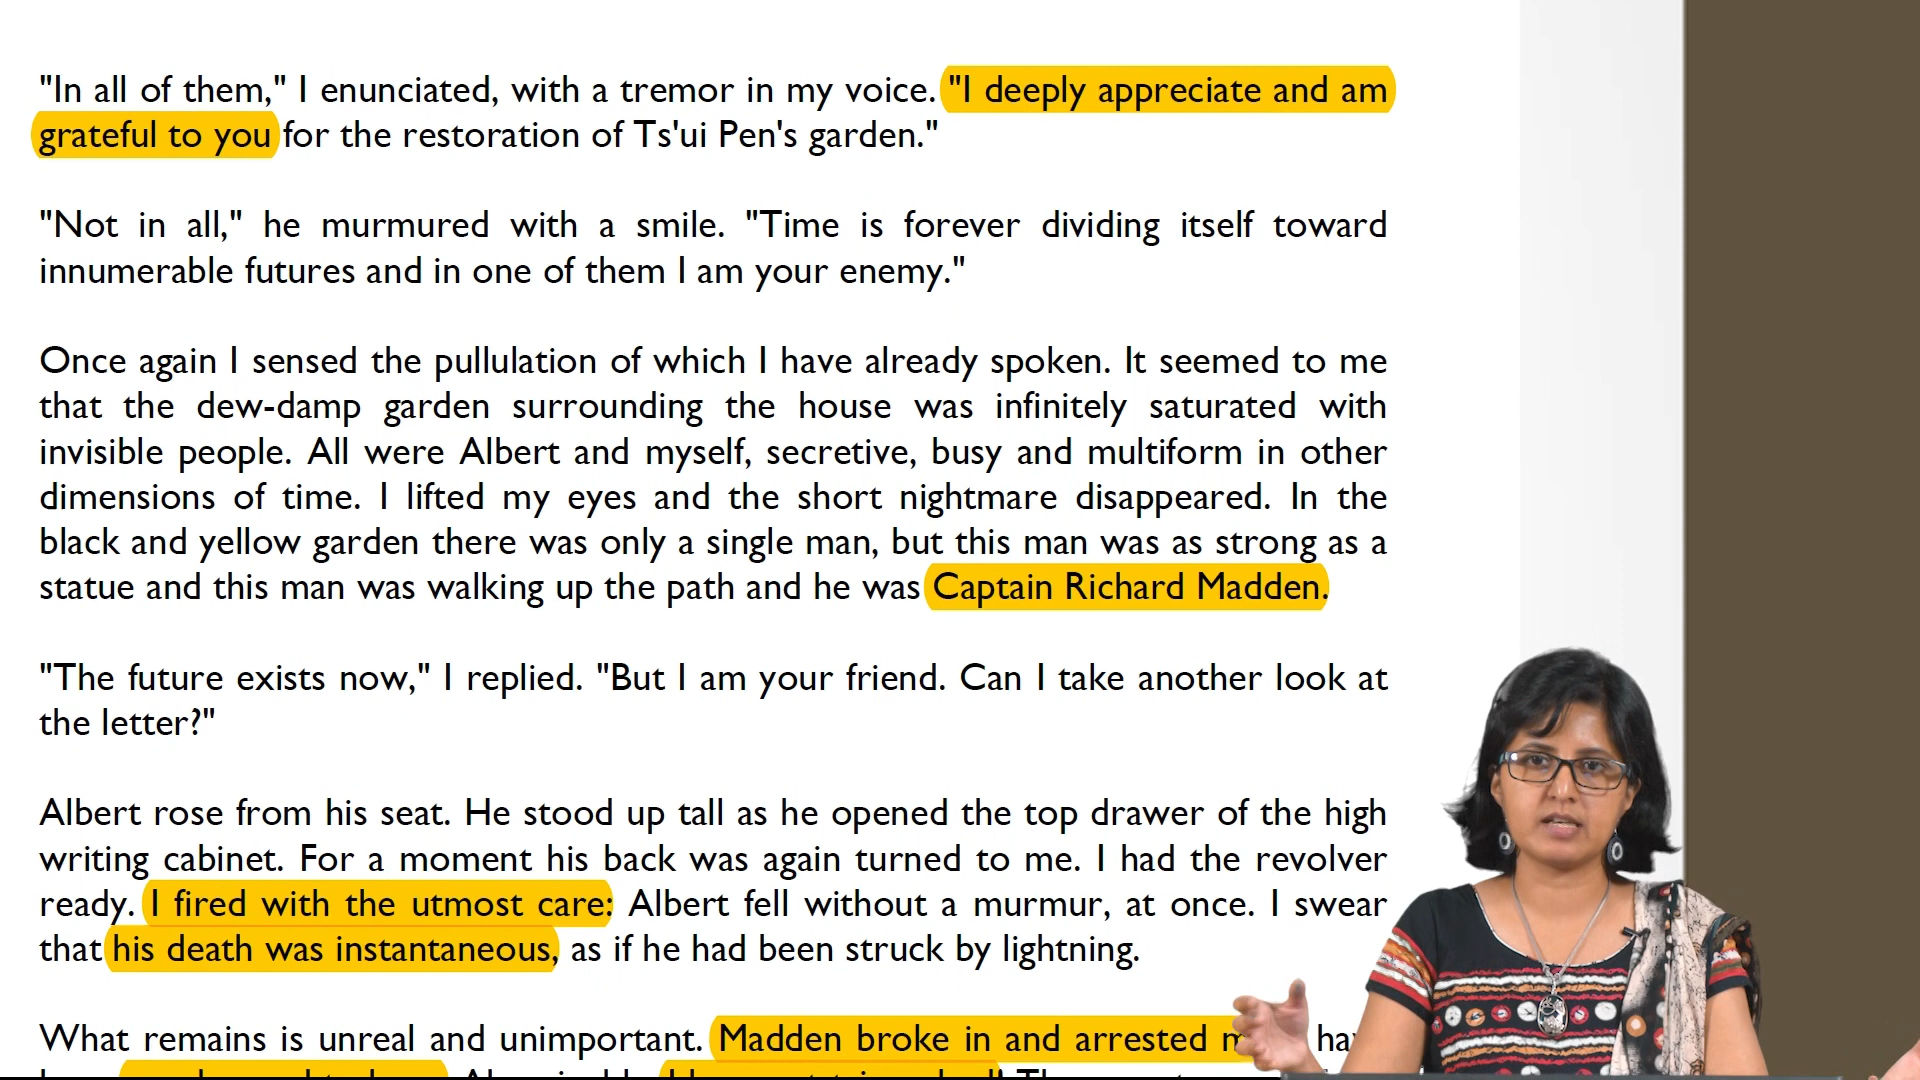 "In all of them," I enunciated, with a tremor in my voice. "I deeply appreciate and am
grateful to you for the restoration of Ts'ui Pen's garden."
"Not in all," he murmured with a smile. "Time is forever dividing itself toward
innumerable futures and in one of them I am your enemy."
Once again I sensed the pullulation of which I have already spoken. It seemed to me
that the dew-damp garden surrounding the house was infinitely saturated with
invisible people. All were Albert and myself, secretive, busy and multiform in other
dimensions of time. I lifted my eyes and the short nightmare disappeared. In the
black and yellow garden there was only a single man, but this man was as strong as a
statue and this man was walking up the path and he was Captain Richard Madden.
"The future exists now," I replied. "But I am your friend. Can I take another look at
the letter?"
Albert rose from his seat. He stood up tall as he opened the top drawer of the high
writing cabinet. For a moment his back was again turned to me. I had the revolver
ready. I fired with the utmost care: Albert fell without a murmur, at once. I swear
that his death was instantaneous, as if he had been struck by lightning.
What remains is unreal and unimportant. Madden broke in and arrested